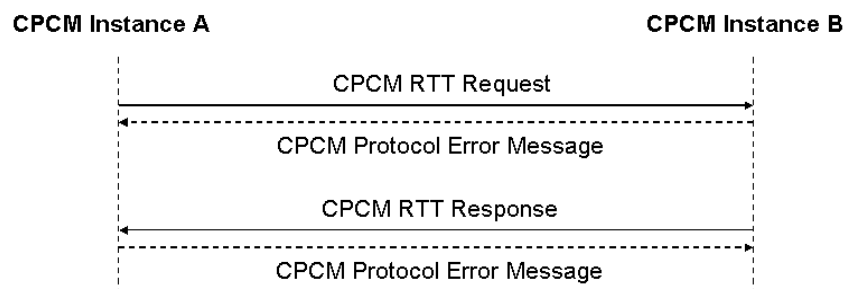 CPCM Instance A
CPCM Instance B
CPCM RTT Request
CPCM Protocol Error Message
CPCM RTT Response
CPCM Protocol Error Message